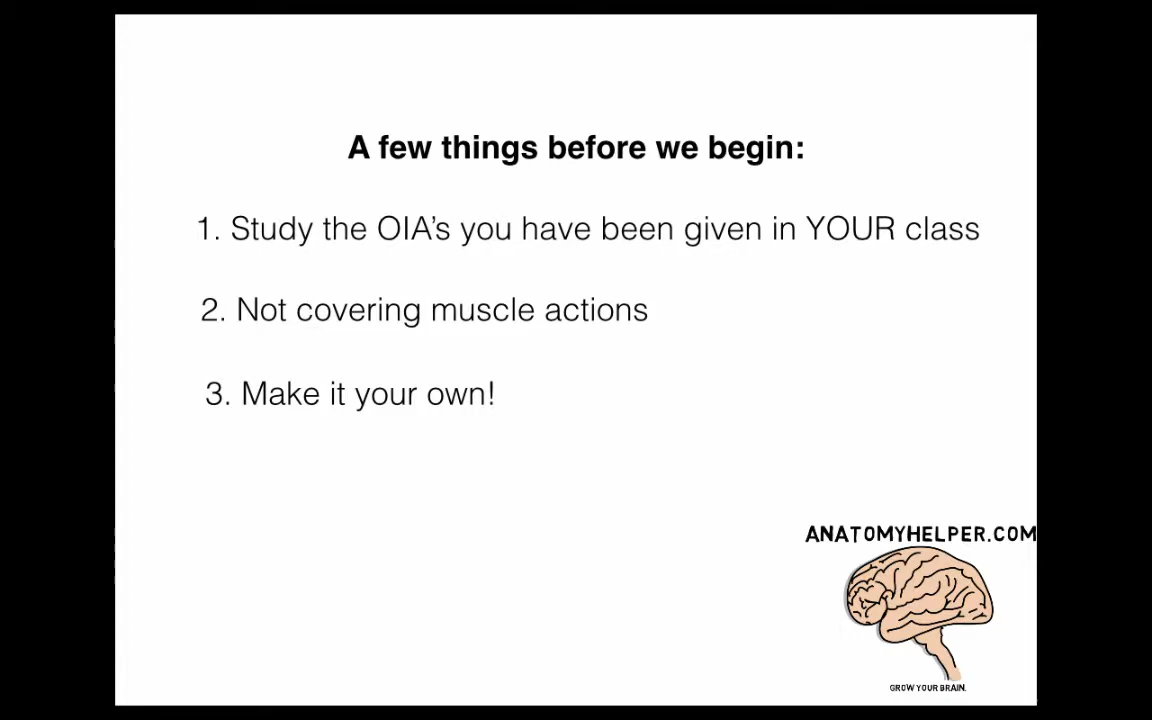 A few things before we begin:
1. Study the OIA’s you have been given in YOUR class
2. Not covering muscle actions
3. Make it your own!
ANATOMYHELPER.COM
GROW YOUR BRAIN.